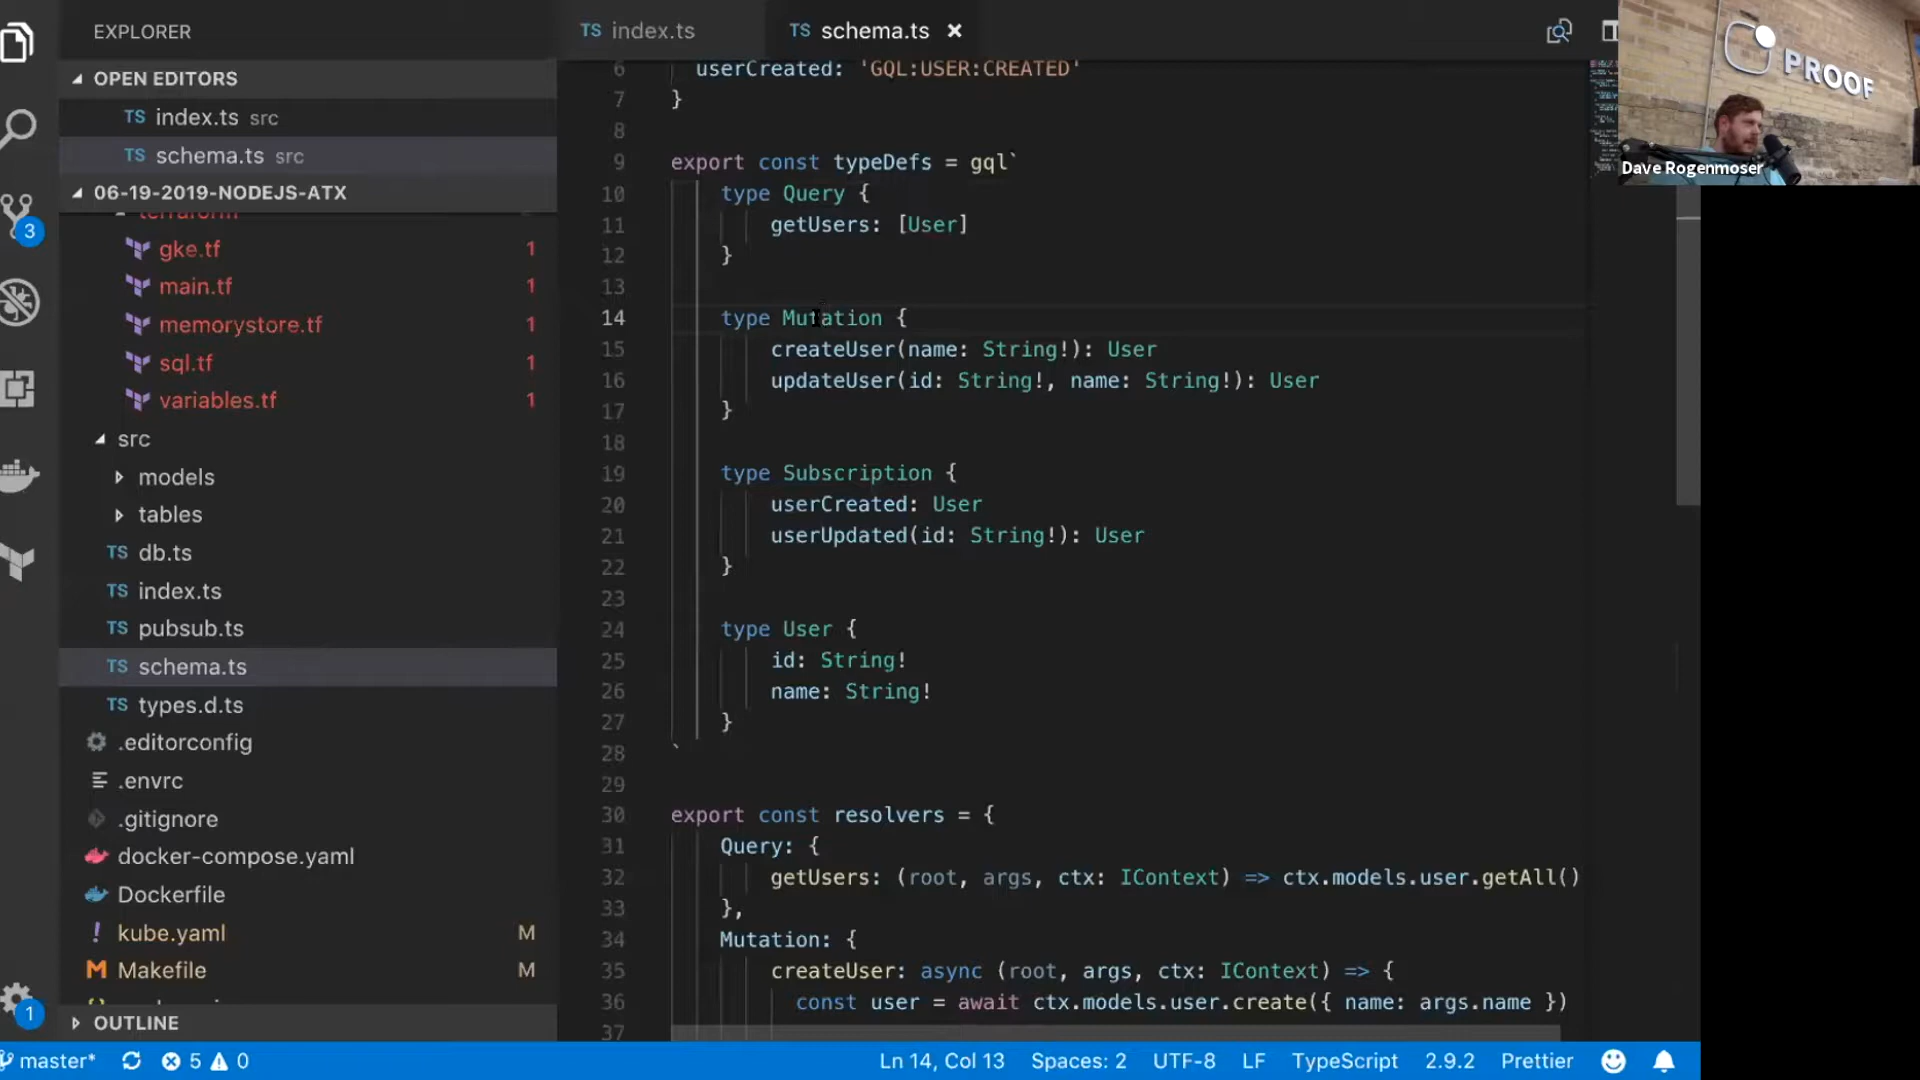 EXPLORER
OPEN EDITORS
TS index.ts src
TS schema.ts src
06-19-2019-NODEJS-ATX
terraform
gke.tf 1
main.tf 1
memorystore.tf 1
sql.tf 1
variables.tf 1
src
models
tables
TS db.ts
TS index.ts
TS pubsub.ts
TS schema.ts
TS types.d.ts
.editorconfig
.envrc
.gitignore
docker-compose.yaml
Dockerfile
! kube.yaml M
M Makefile M
OUTLINE
3
1
TS index.ts
TS schema.ts ×
6 userCreated: 'GQL:USER:CREATED'
7 }
8
9 export const typeDefs = gql`
10 type Query {
11 getUsers: [User]
12 }
13
14 type Mutation {
15 createUser(name: String!): User
16 updateUser(id: String!, name: String!): User
17 }
18
19 type Subscription {
20 userCreated: User
21 userUpdated(id: String!): User
22 }
23
24 type User {
25 id: String!
26 name: String!
27 }
28 `
29
30 export const resolvers = {
31 Query: {
32 getUsers: (root, args, ctx: IContext) => ctx.models.user.getAll()
33 },
34 Mutation: {
35 createUser: async (root, args, ctx: IContext) => {
36 const user = await ctx.models.user.create({ name: args.name })
37
PROOF
Dave Rogenmoser
master* 5 0 Ln 14, Col 13 Spaces: 2 UTF-8 LF TypeScript 2.9.2 Prettier